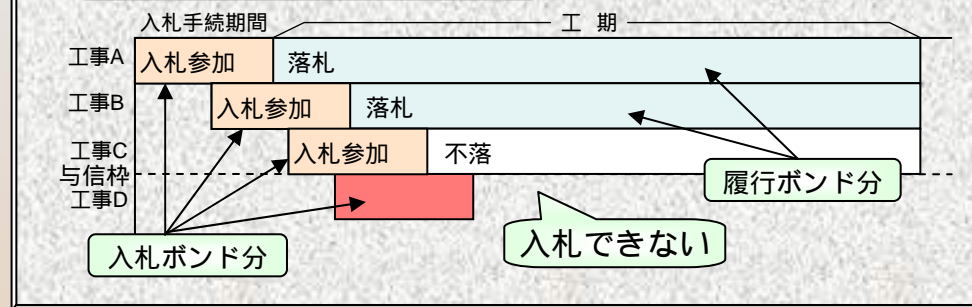 入札手続期間
工 期
工事A
入札参加
落札
工事B
入札参加
落札
工事C
入札参加
不落
与信枠
工事D
履行ボンド分
入札できない
入札ボンド分